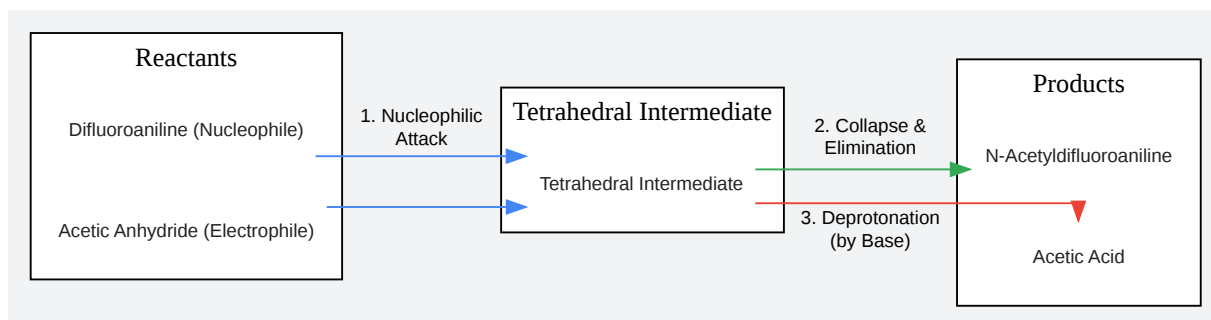 Reactants
Difluoroaniline (Nucleophile)
Acetic Anhydride (Electrophile)
1. Nucleophilic
Attack
Tetrahedral Intermediate
Tetrahedral Intermediate
2. Collapse &
Elimination
3. Deprotonation
(by Base)
Products
N-Acetyldifluoroaniline
Acetic Acid